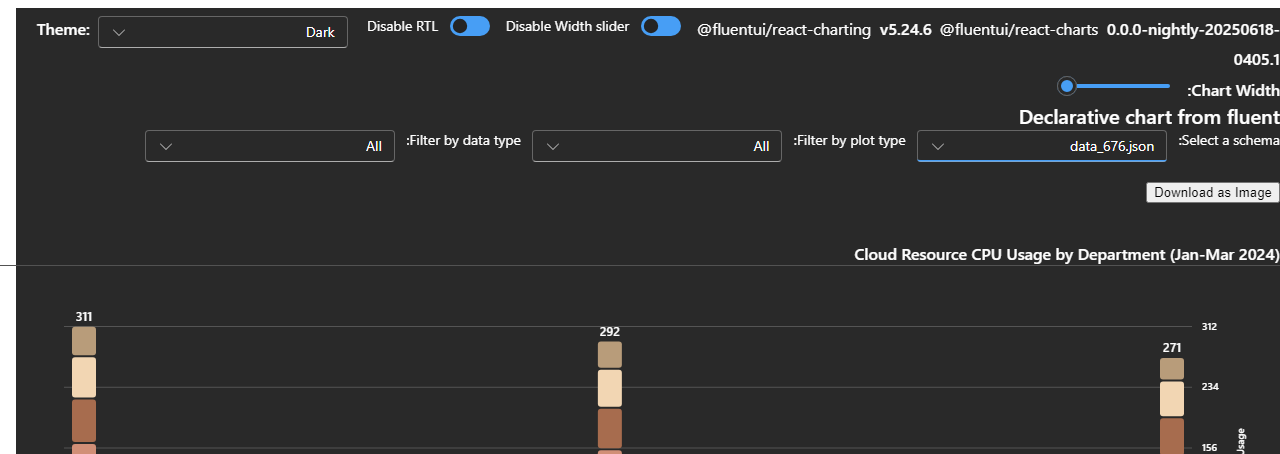 Theme:
Dark
Disable RTL
Disable Width slider
@fluentui/react-charting v5.24.6 @fluentui/react-charts 0.0.0-nightly-20250618-
0405.1
:Chart Width
Declarative chart from fluent
:Select a schema
data_676.json
:Filter by plot type
All
:Filter by data type
All
Download as Image
Cloud Resource CPU Usage by Department (Jan-Mar 2024)
311
292
271
312
234
156